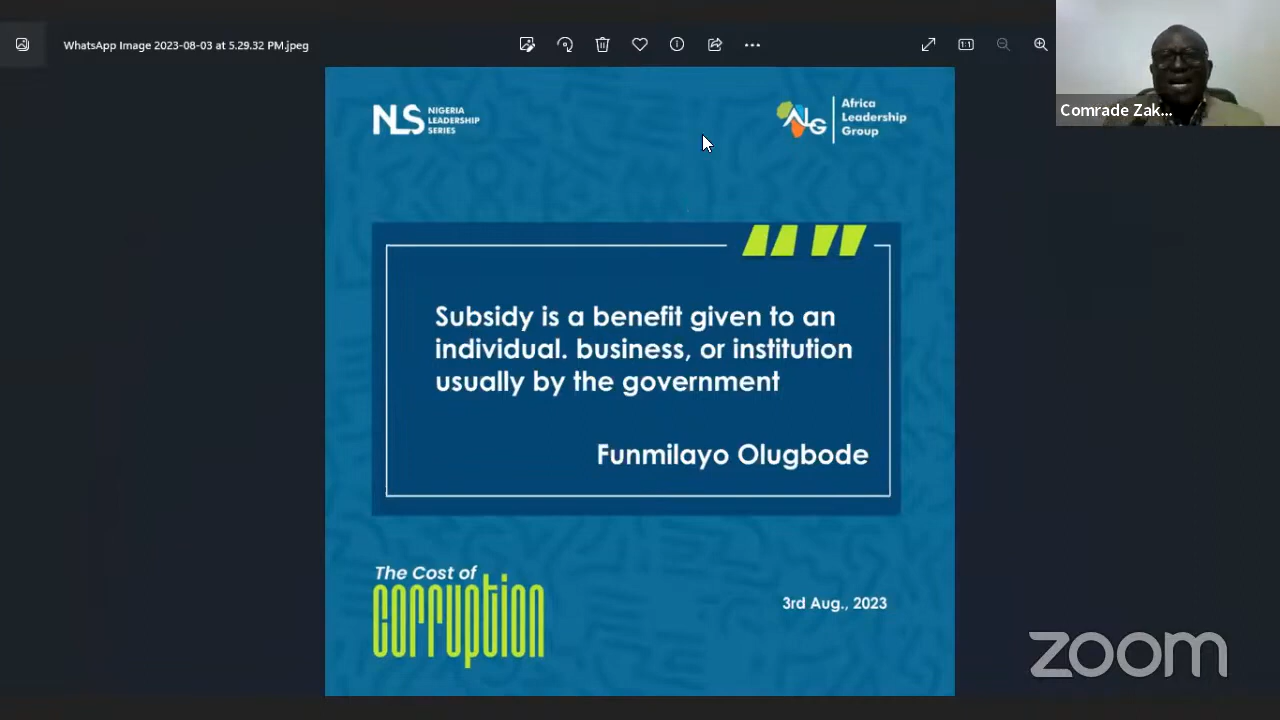 WhatsApp Image 2023-08-03 at 5.29.32 PM.jpeg
Comrade Zak...
NLS
NIGERIA
LEADERSHIP
SERIES
ALG
Africa
Leadership
Group
Subsidy is a benefit given to an
individual. business, or institution
usually by the government
Funmilayo Olugbode
The Cost of
corruption
3rd Aug., 2023
zoom